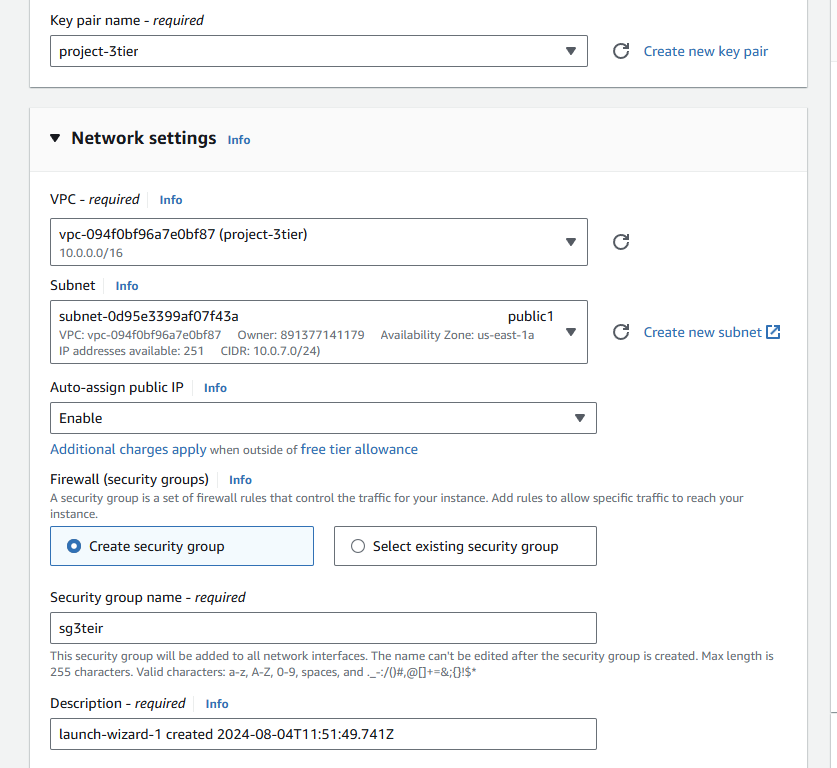 Key pair name - required
project-3tier
Create new key pair
Network settings Info
VPC - required Info
vpc-094f0bf96a7e0bf87 (project-3tier)
10.0.0.0/16
Subnet Info
subnet-0d95e3399af07f43a public1
VPC: vpc-094f0bf96a7e0bf87 Owner: 891377141179 Availability Zone: us-east-1a
IP addresses available: 251 CIDR: 10.0.7.0/24)
Create new subnet
Auto-assign public IP Info
Enable
Additional charges apply when outside of free tier allowance
Firewall (security groups) Info
A security group is a set of firewall rules that control the traffic for your instance. Add rules to allow specific traffic to reach your
instance.
Create security group Select existing security group
Security group name - required
sg3teir
This security group will be added to all network interfaces. The name can't be edited after the security group is created. Max length is
255 characters. Valid characters: a-z, A-Z, 0-9, spaces, and ._-:/()#,@[]+=&;{}!$*
Description - required Info
launch-wizard-1 created 2024-08-04T11:51:49.741Z